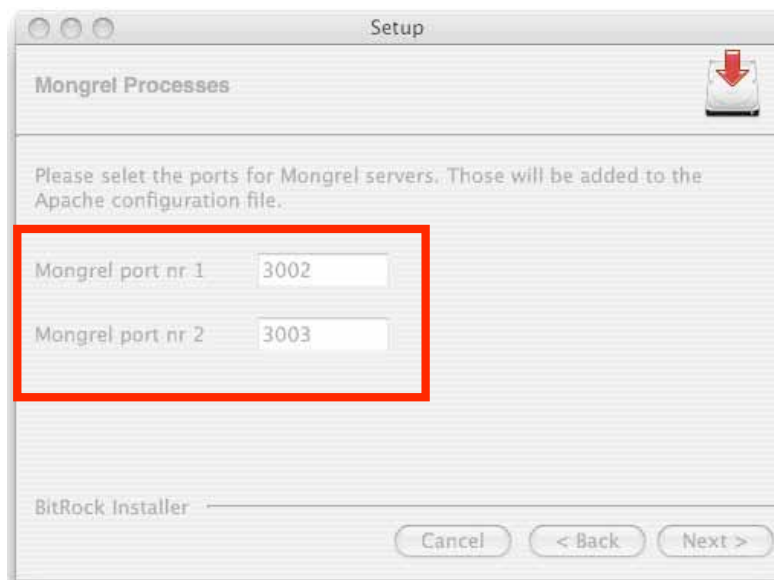 Setup
Mongrel Processes
Please selet the ports for Mongrel servers. Those will be added to the
Apache configuration file.
Mongrel port nr 1 3002
Mongrel port nr 2 3003
BitRock Installer
Cancel < Back Next >